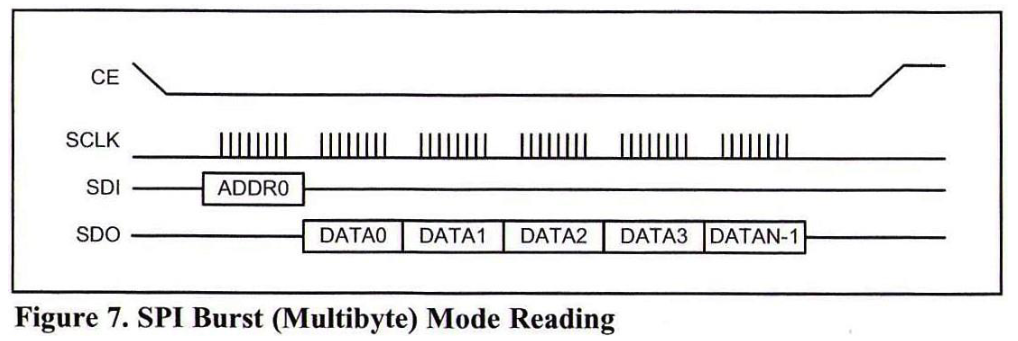 CE
SCLK
SDI ADDR0
SDO DATA0 DATA1 DATA2 DATA3 DATAN-1
Figure 7. SPI Burst (Multibyte) Mode Reading